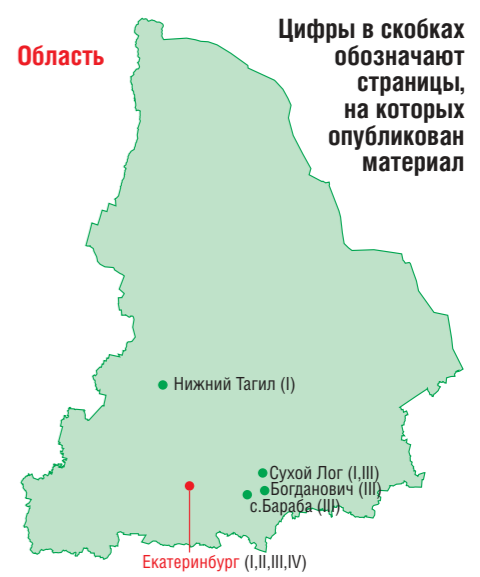 Область
Цифры в скобках
обозначают
страницы,
на которых
опубликован
материал
Нижний Тагил (I)
Сухой Лог (I,III)
Богданович (III)
с.Бараба (III)
Екатеринбург (I,II,III,IV)